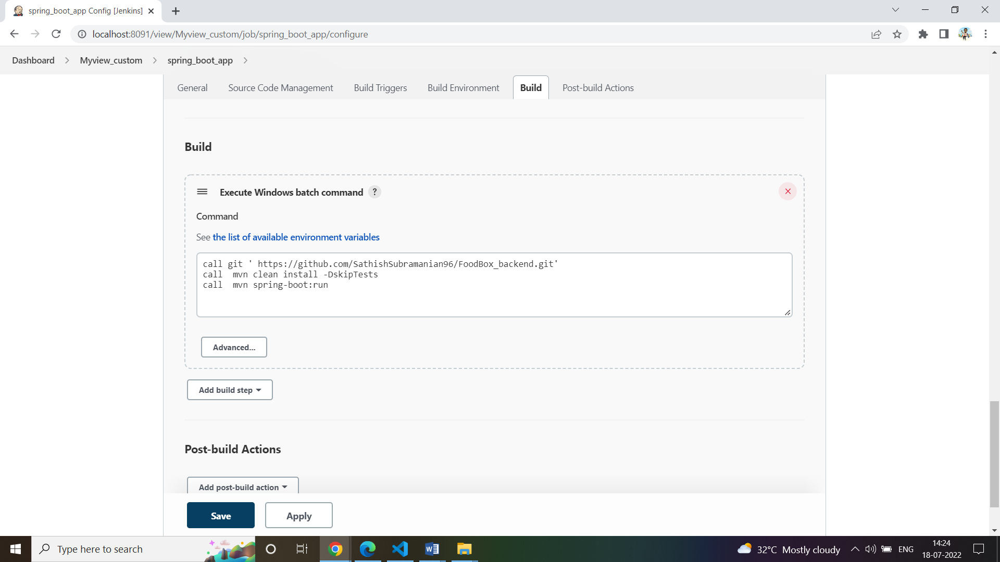 spring_boot_app Config [Jenkins]
localhost:8091/view/Myview_custom/job/spring_boot_app/configure
Dashboard Myview_custom spring_boot_app
General Source Code Management Build Triggers Build Environment Build Post-build Actions
Build
Execute Windows batch command ?
Command
See the list of available environment variables
call git ' https://github.com/SathishSubramanian96/FoodBox_backend.git'
call  mvn clean install -DskipTests
call  mvn spring-boot:run
Advanced...
Add build step
Post-build Actions
Add post-build action
Save Apply
Type here to search
32°C Mostly cloudy
ENG
14:24
18-07-2022